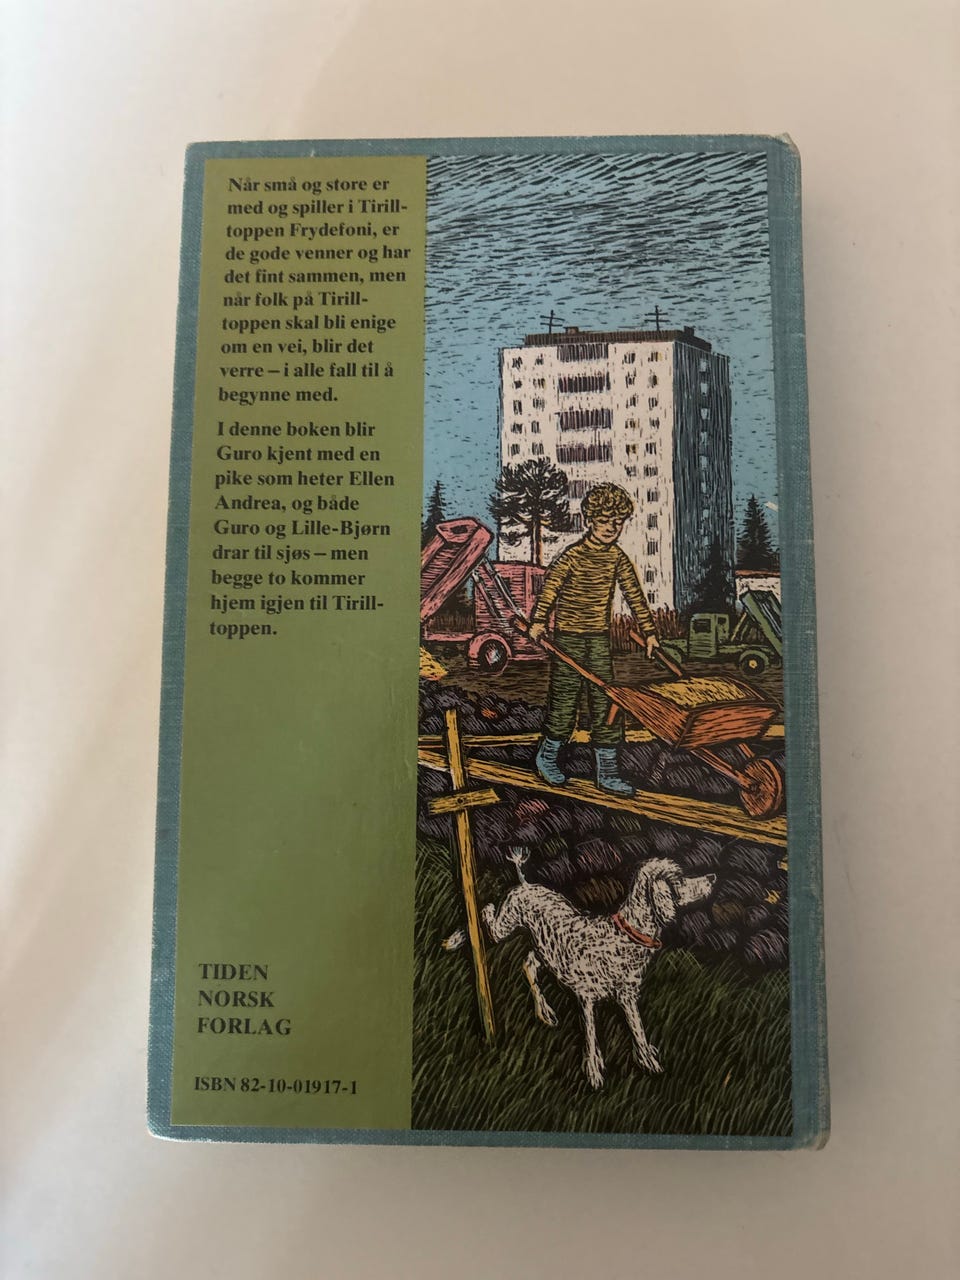 Når små og store er
med og spiller i Tirill-
toppen Frydefoni, er
de gode venner og har
det fint sammen, men
når folk på Tirill-
toppen skal bli enige
om en vei, blir det
verre – i alle fall til å
begynne med.
I denne boken blir
Guro kjent med en
pike som heter Ellen
Andrea, og både
Guro og Lille-Bjørn
drar til sjøs – men
begge to kommer
hjem igjen til Tirill-
toppen.
TIDEN
NORSK
FORLAG
ISBN 82-10-01917-1